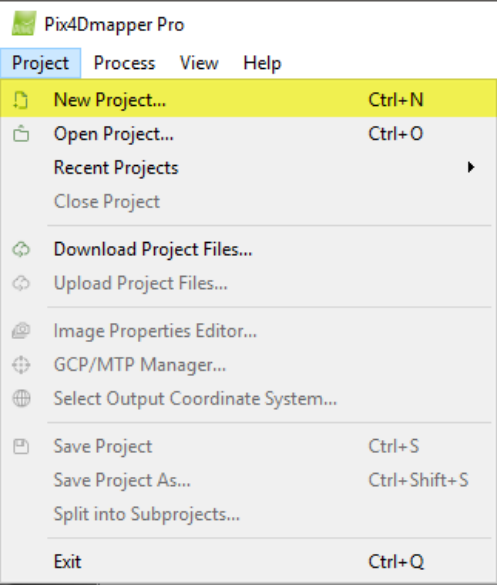 Pix4Dmapper Pro
Project Process View Help
New Project... Ctrl+N
Open Project... Ctrl+O
Recent Projects
Close Project
Download Project Files...
Upload Project Files...
Image Properties Editor...
GCP/MTP Manager...
Select Output Coordinate System...
Save Project Ctrl+S
Save Project As... Ctrl+Shift+S
Split into Subprojects...
Exit Ctrl+Q